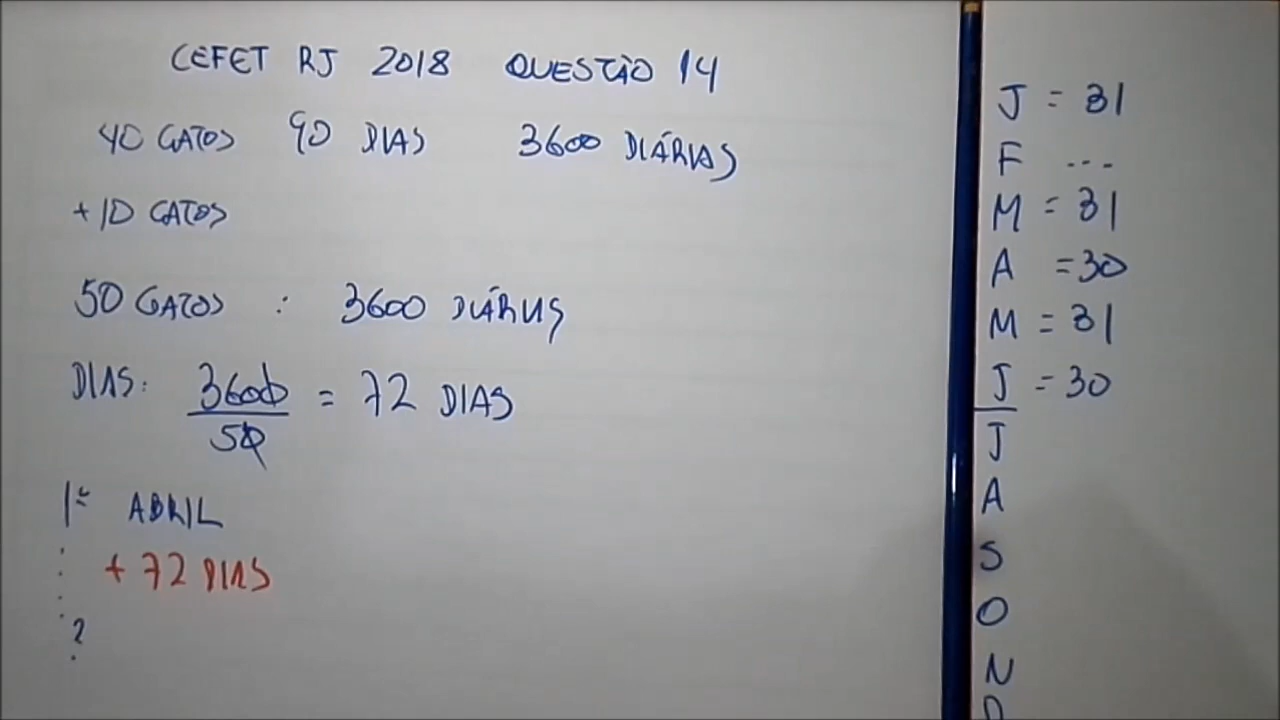 CEFET RJ 2018 QUESTÃO 14
40 GATOS 90 DIAS 3600 DIÁRIAS
+10 GATOS
50 GATOS : 3600 DIÁRIAS
DIAS: 3600 = 72 DIAS
50
1º ABRIL
+ 72 DIAS
?
J = 31
F ...
M = 31
A = 30
M = 31
J = 30
J
A
S
O
N
D